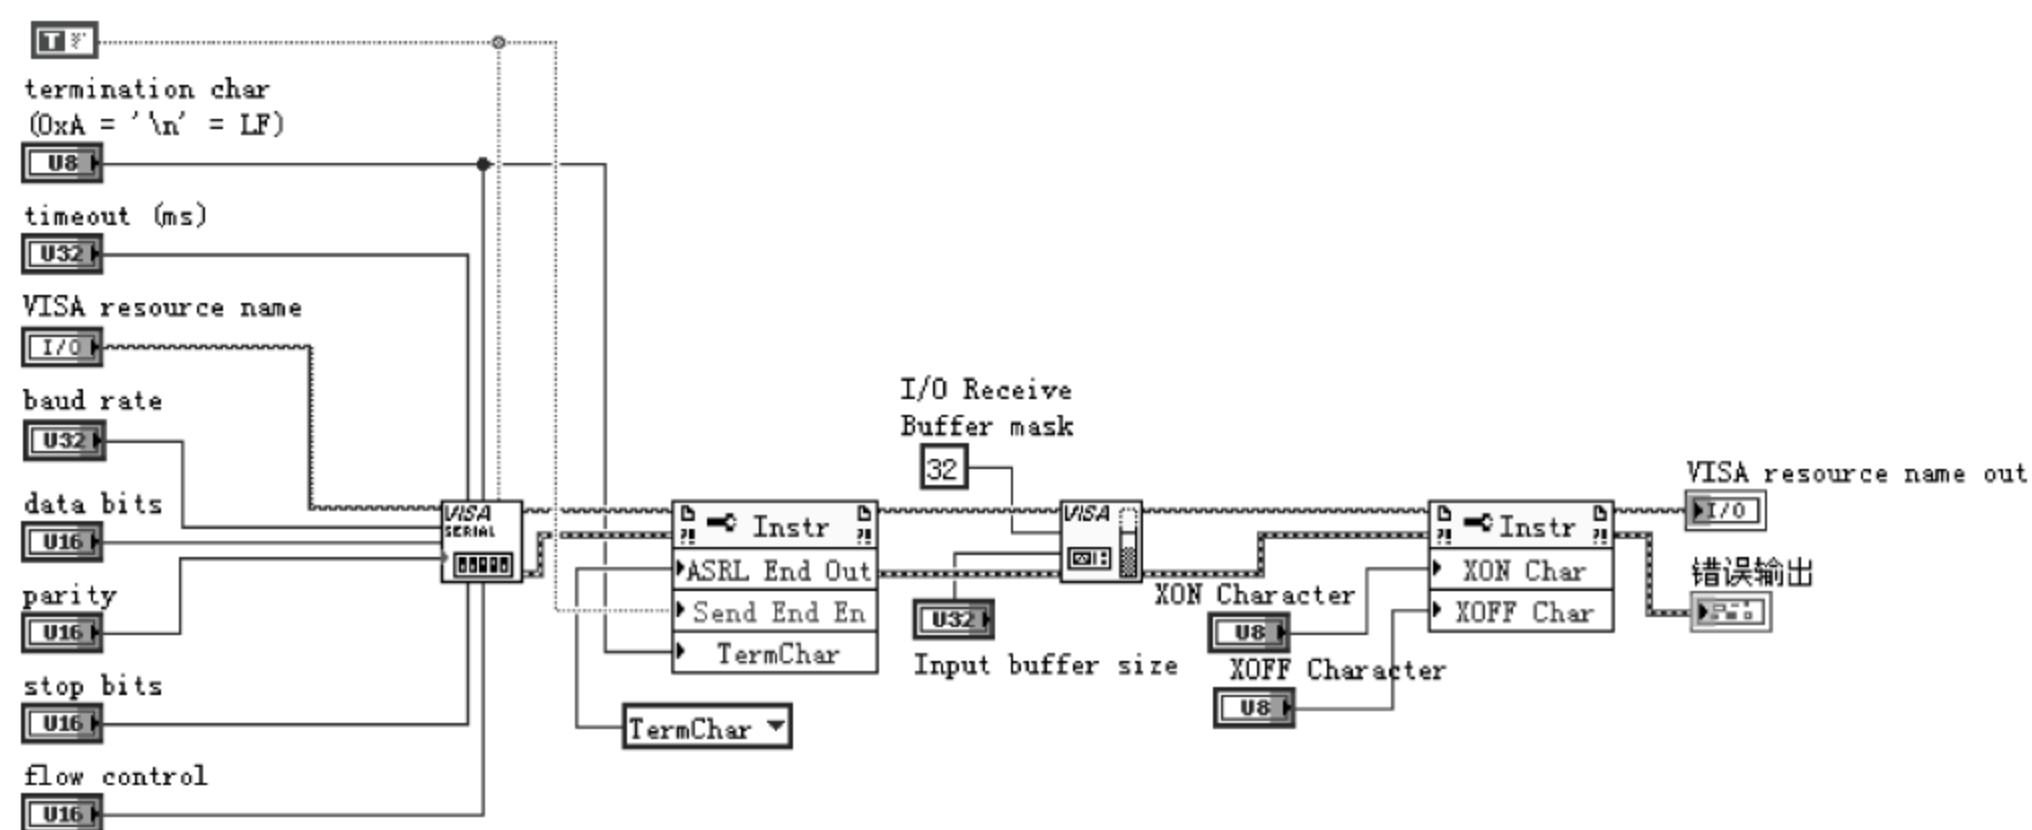 T
termination char
(0xA = '\n' = LF)
U8
timeout (ms)
U32
VISA resource name
I/O
baud rate
U32
data bits
U16
parity
U16
stop bits
U16
flow control
U16
VISA
SERIAL
Instr
ASRL End Out
Send End En
TermChar
TermChar
I/O Receive
Buffer mask
32
VISA
U32
Input buffer size
XON Character
U8
XOFF Character
U8
Instr
XON Char
XOFF Char
VISA resource name out
I/O
错误输出